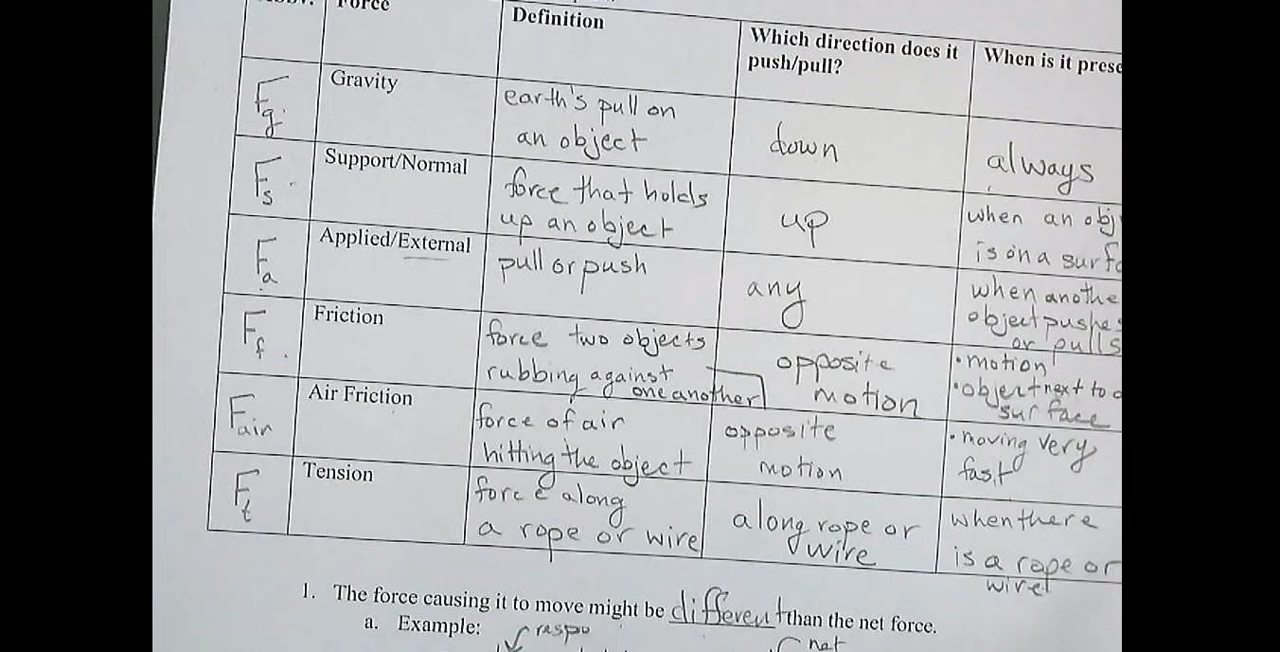 Force
Definition
Which direction does it
push/pull?
When is it
Fg
Gravity
earth's pull on
an object
down
always
Fs
Support/Normal
force that holds
up an object
up
when an
is on a
Fa
Applied/External
pull or push
any
when
object
or pulls
Ff
Friction
force two objects
rubbing against
one another
opposite
motion
• motion
• object next to
surface
Fair
Air Friction
force of air
hitting the object
opposite
motion
• moving very
fast
Ft
Tension
force along
a rope or wire
along rope or
wire
when there
is a rope or
wire
1. The force causing it to move might be different than the net force.
a. Example:
net